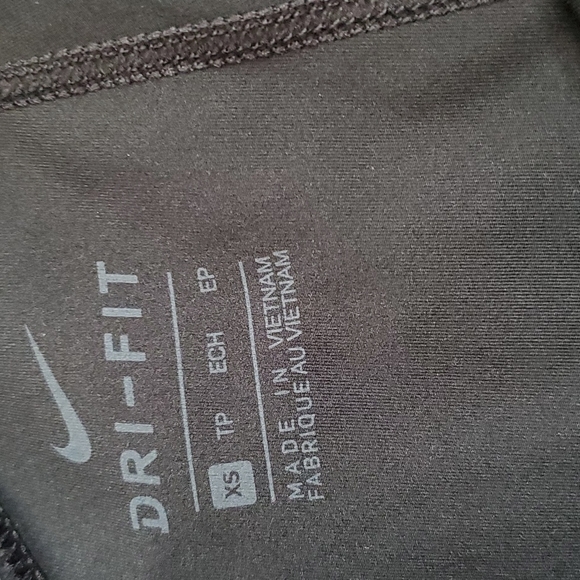 DRI-FIT
XS TP ECH EP
MADE IN VIETNAM
FABRIQUE AU VIETNAM